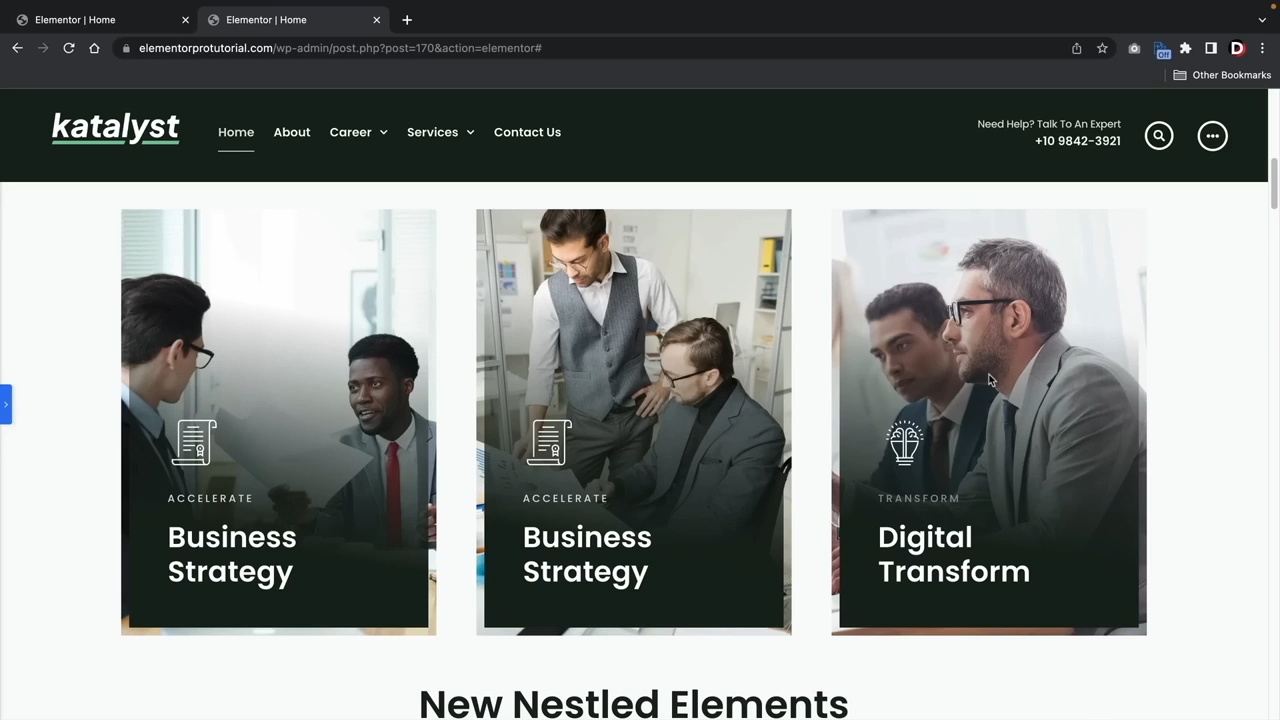 Elementor | Home
Elementor | Home
elementorprotutorial.com/wp-admin/post.php?post=170&action=elementor#
Off
D
Other Bookmarks
katalyst
Home
About
Career
Services
Contact Us
Need Help? Talk To An Expert
+10 9842-3921
ACCELERATE
Business
Strategy
ACCELERATE
Business
Strategy
TRANSFORM
Digital
Transform
New Nestled Elements